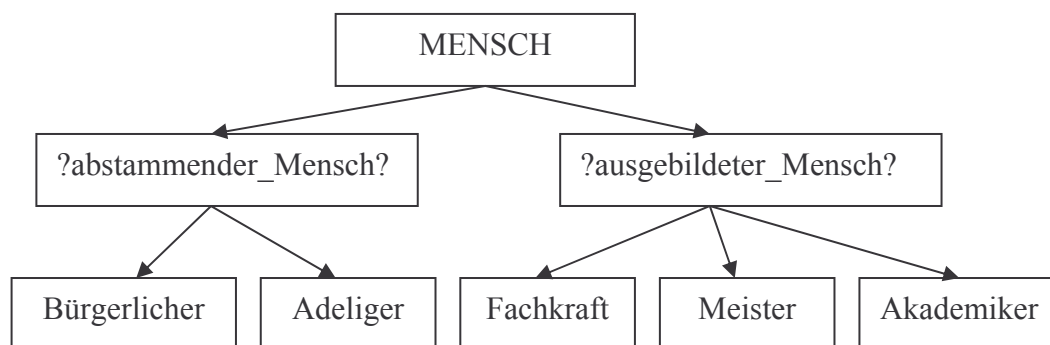 MENSCH
?abstammender_Mensch?
?ausgebildeter_Mensch?
Bürgerlicher
Adeliger
Fachkraft
Meister
Akademiker